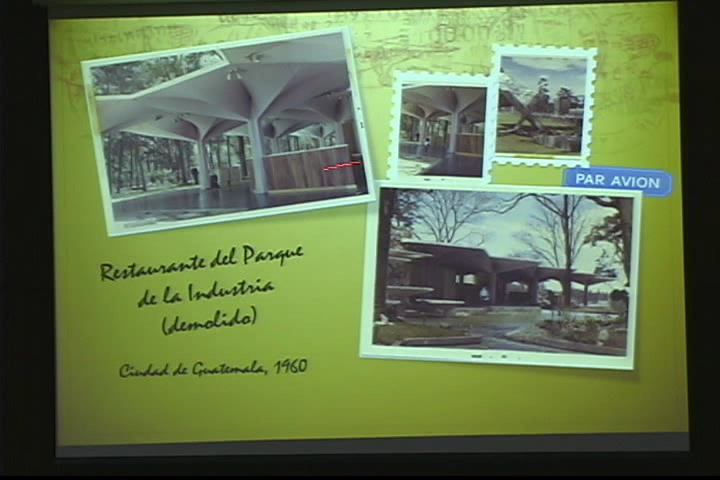 PAR AVION
Restaurante del Parque
de la Industria
(demolido)
Ciudad de Guatemala, 1960